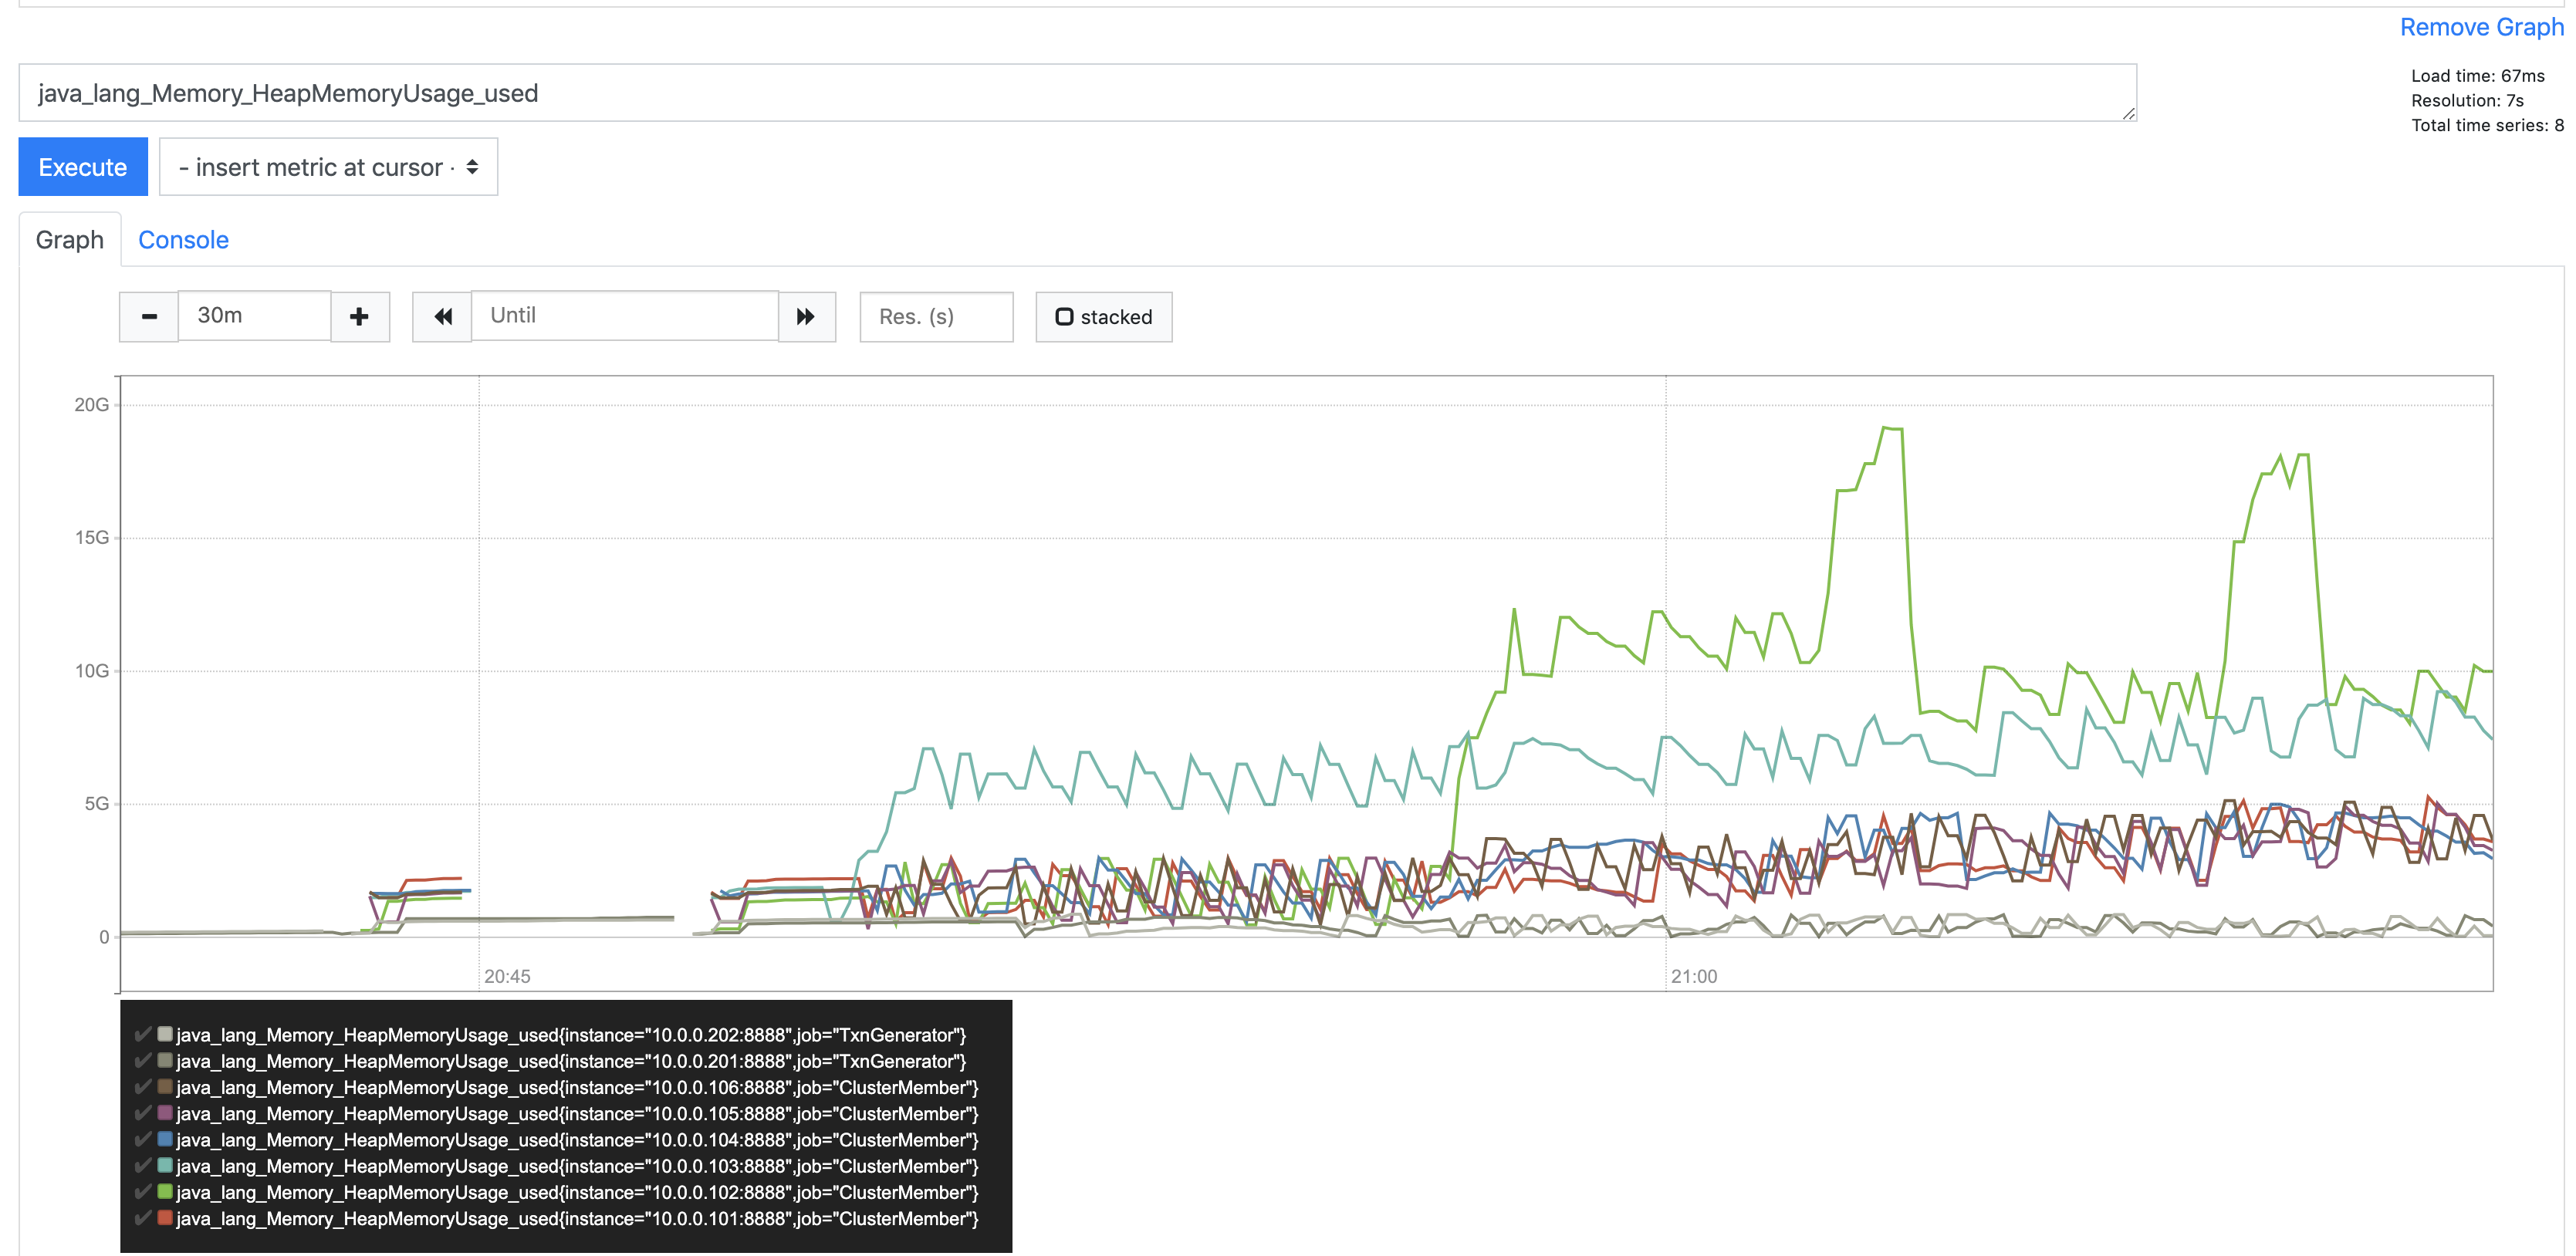 Remove Graph
java_lang_Memory_HeapMemoryUsage_used
Load time: 67ms
Resolution: 7s
Total time series: 8
Execute
- insert metric at cursor -
Graph Console
30m
Until
Res. (s)
stacked
20G
15G
10G
5G
0
20:45
21:00
java_lang_Memory_HeapMemoryUsage_used{instance="10.0.0.202:8888",job="TxnGenerator"}
java_lang_Memory_HeapMemoryUsage_used{instance="10.0.0.201:8888",job="TxnGenerator"}
java_lang_Memory_HeapMemoryUsage_used{instance="10.0.0.106:8888",job="ClusterMember"}
java_lang_Memory_HeapMemoryUsage_used{instance="10.0.0.105:8888",job="ClusterMember"}
java_lang_Memory_HeapMemoryUsage_used{instance="10.0.0.104:8888",job="ClusterMember"}
java_lang_Memory_HeapMemoryUsage_used{instance="10.0.0.103:8888",job="ClusterMember"}
java_lang_Memory_HeapMemoryUsage_used{instance="10.0.0.102:8888",job="ClusterMember"}
java_lang_Memory_HeapMemoryUsage_used{instance="10.0.0.101:8888",job="ClusterMember"}